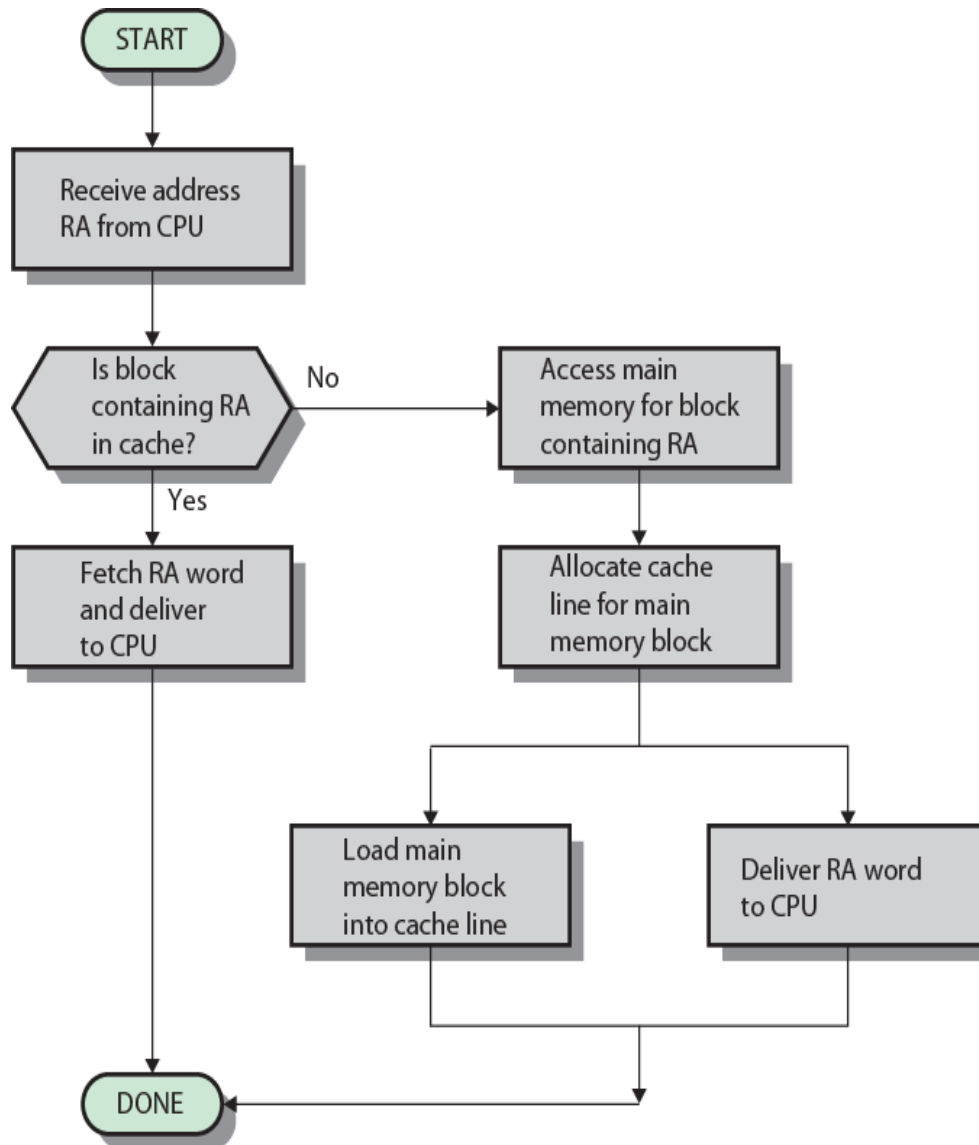 START
Receive address
RA from CPU
Is block
containing RA
in cache?
No
Access main
memory for block
containing RA
Yes
Fetch RA word
and deliver
to CPU
Allocate cache
line for main
memory block
Load main
memory block
into cache line
Deliver RA word
to CPU
DONE